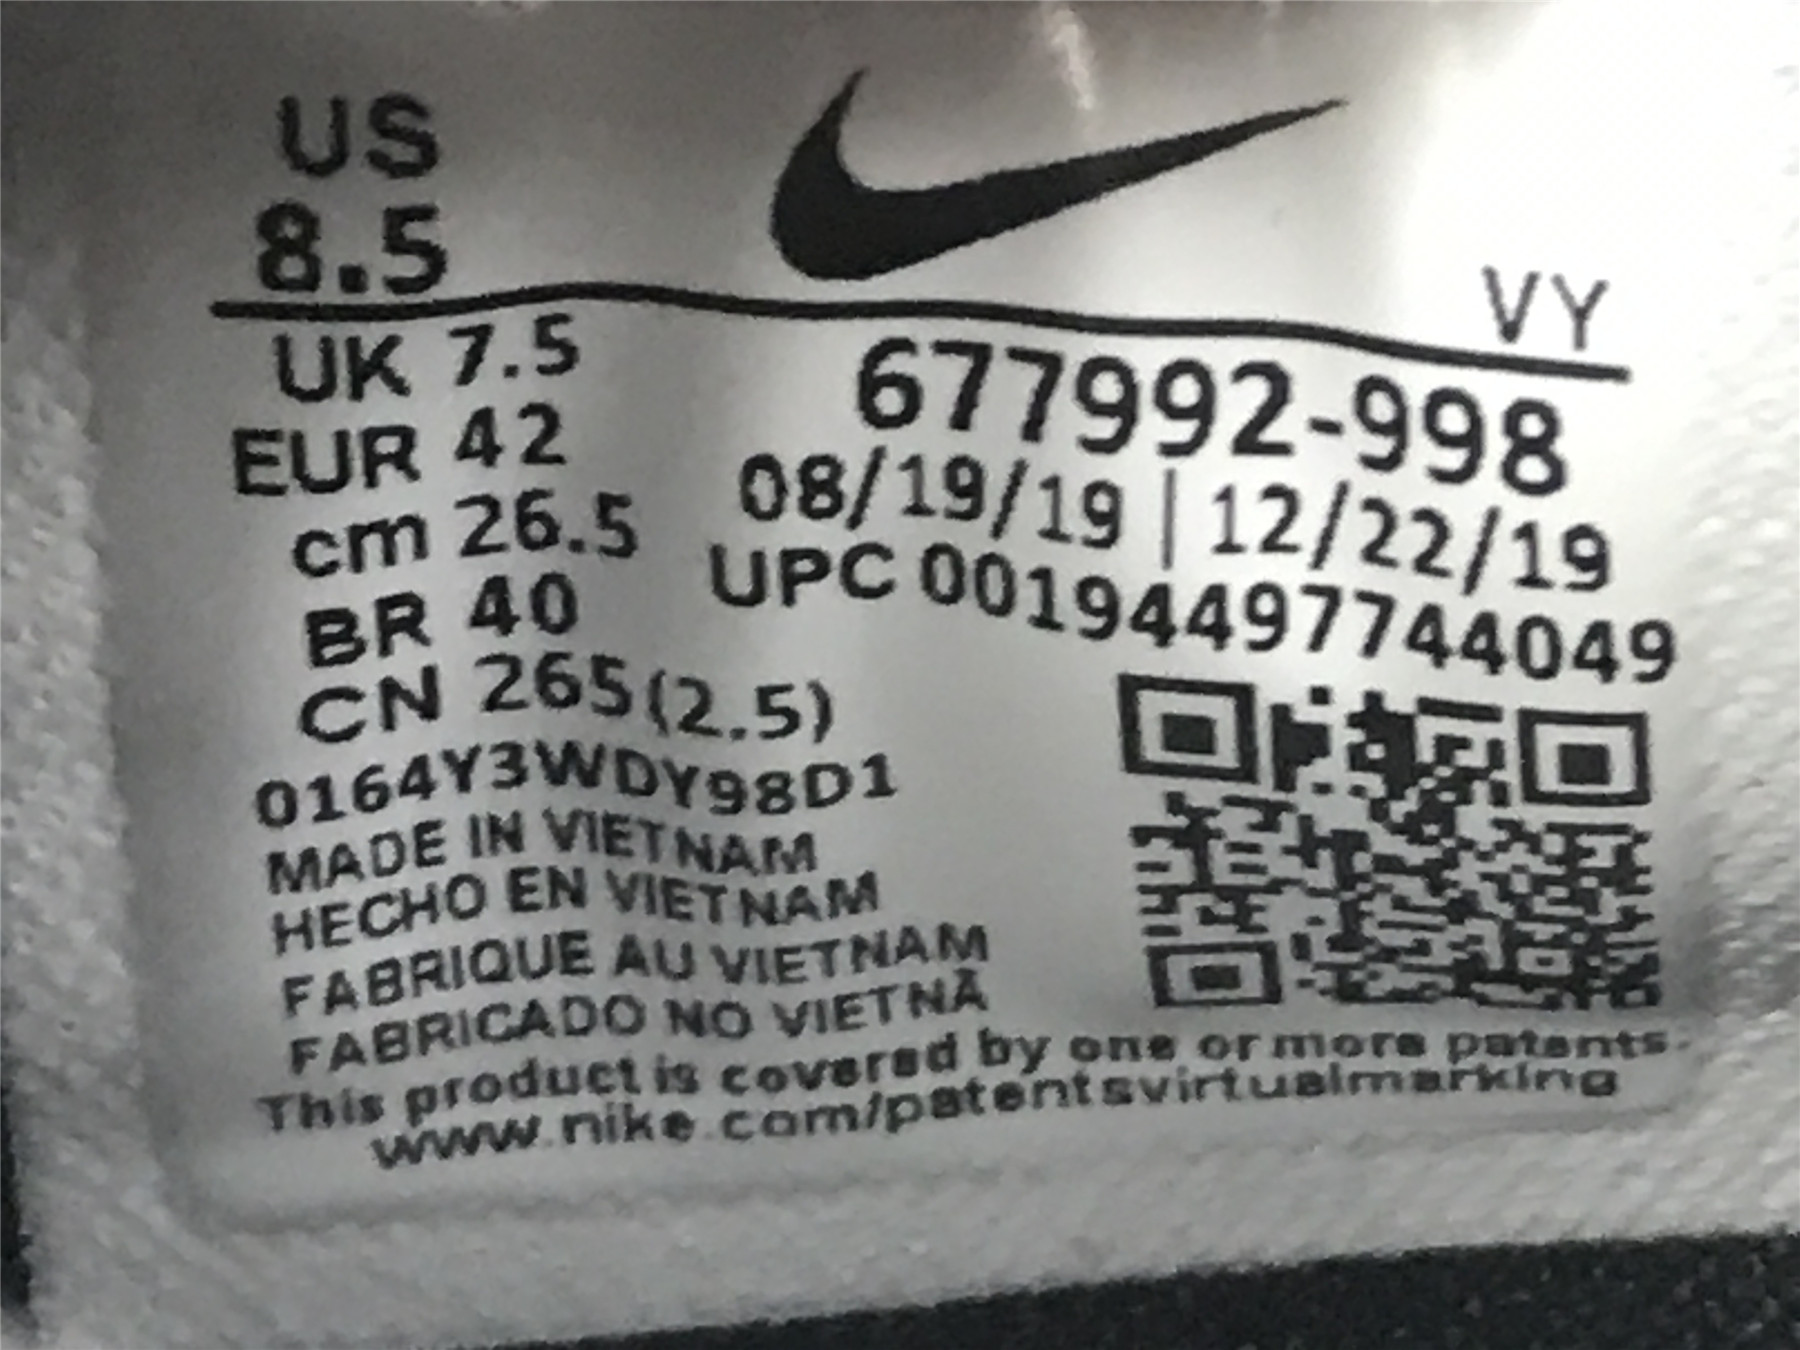 US
8.5
VY
UK 7.5
EUR 42
cm 26.5
BR 40
CN 265(2.5)
677992-998
08/19/19 | 12/22/19
UPC 00194497744049
0164Y3WDY98D1
MADE IN VIETNAM
HECHO EN VIETNAM
FABRIQUE AU VIETNAM
FABRICADO NO VIETNÃ
This product is covered by one or more patents.
www.nike.com/patentsvirtualmarking